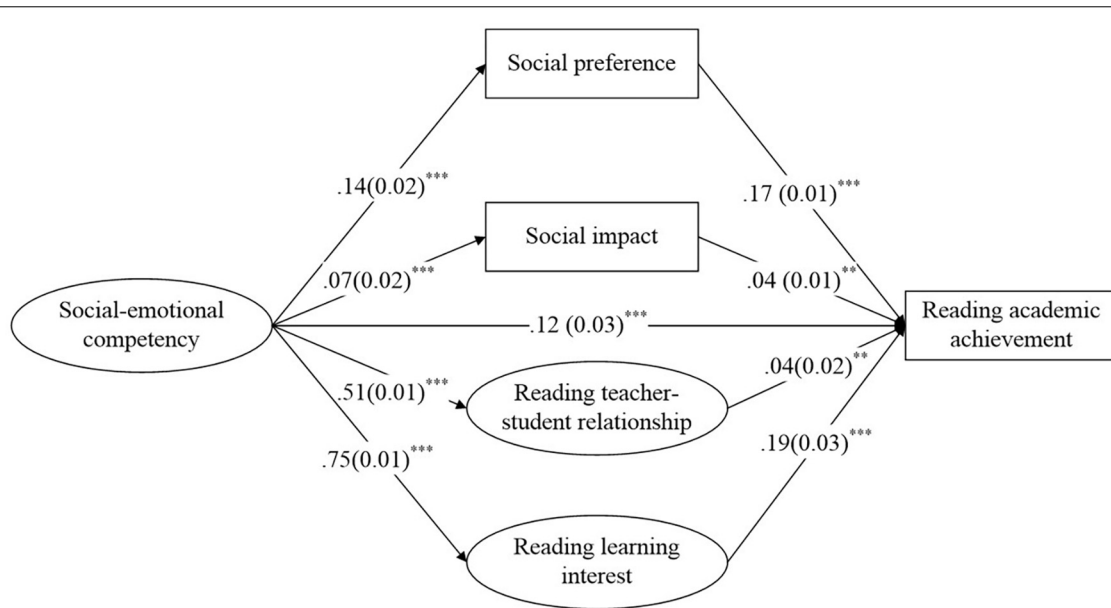 Social preference
.14(0.02)***
.17 (0.01)***
Social impact
.07(0.02)***
.04 (0.01)**
Social-emotional
competency
.12 (0.03)***
Reading academic
achievement
.51(0.01)***
Reading teacher-
student relationship
.04(0.02)**
.75(0.01)***
.19(0.03)***
Reading learning
interest